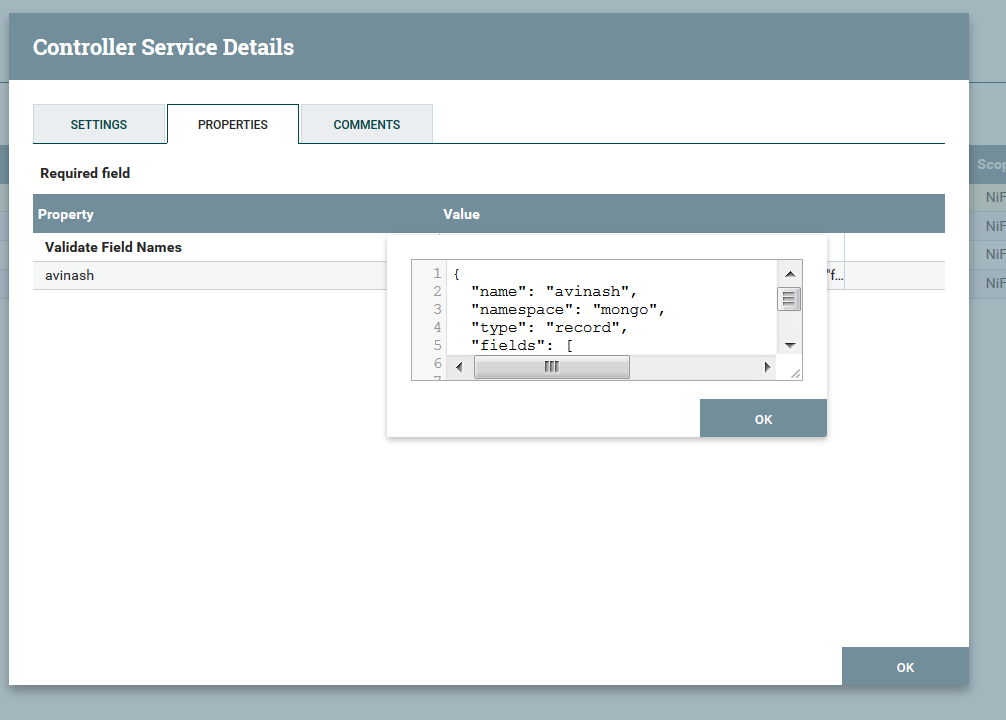 Controller Service Details
SETTINGS PROPERTIES COMMENTS
Required field
Property Value
Validate Field Names
avinash "f...
1 {
2 "name": "avinash",
3 "namespace": "mongo",
4 "type": "record",
5 "fields": [
6
OK
OK
NiF
NiF
NiF
NiF